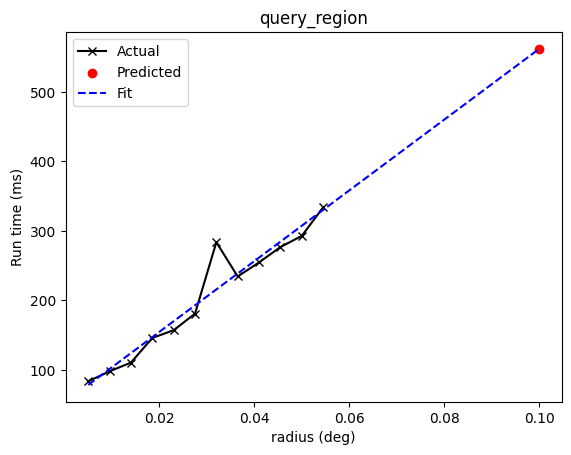 query_region
Actual
Predicted
Fit
Run time (ms)
500
400
300
200
100
0.02 0.04 0.06 0.08 0.10
radius (deg)